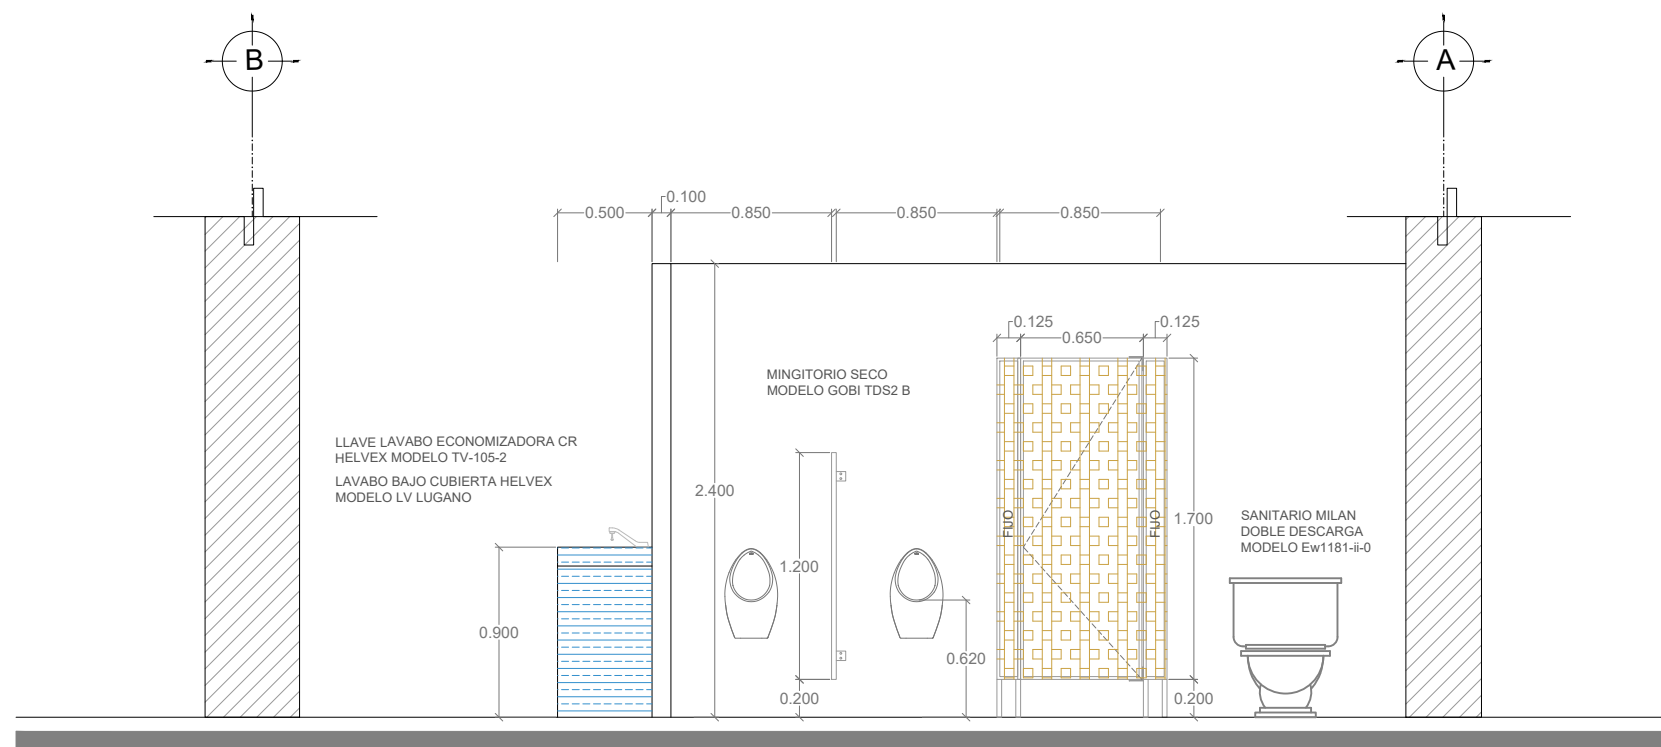 B
A
0.100
0.500
0.850
0.850
0.850
0.125
0.125
0.650
MINGITORIO SECO
MODELO GOBI TDS2 B
LLAVE LAVABO ECONOMIZADORA CR
HELVEX MODELO TV-105-2
LAVABO BAJO CUBIERTA HELVEX
MODELO LV LUGANO
2.400
FIJO
FIJO
1.700
SANITARIO MILAN
DOBLE DESCARGA
MODELO Ew1181-ii-0
1.200
0.900
0.620
0.200
0.200